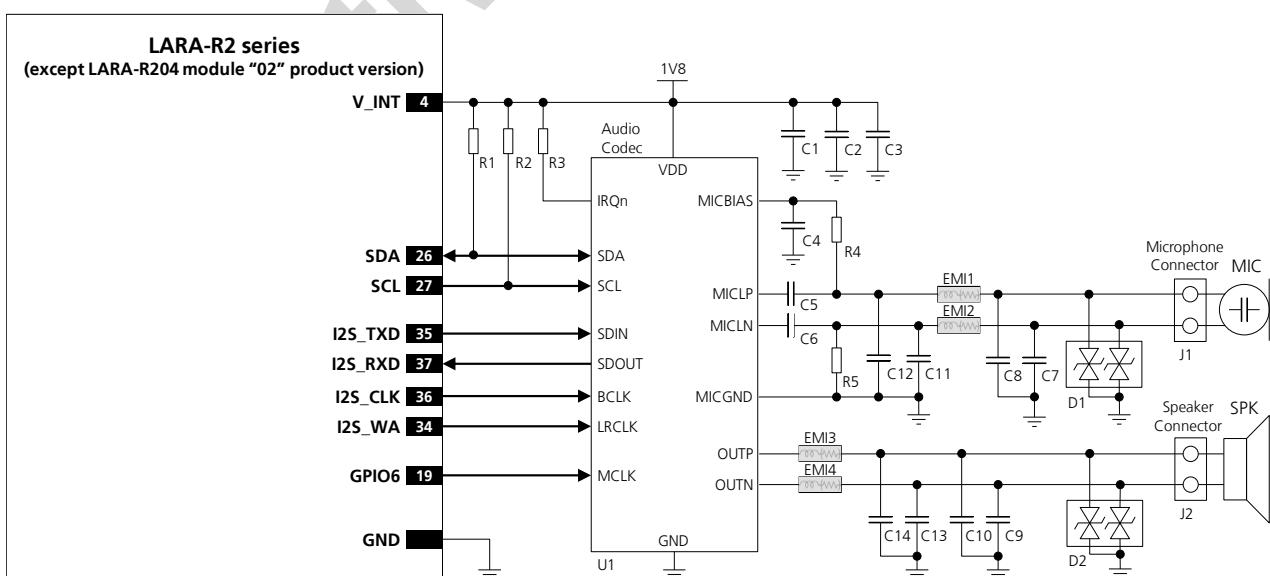 LARA-R2 series
(except LARA-R204 module “02” product version)
1V8
V_INT 4
Audio
Codec
R1
R2
R3
C1
C2
C3
VDD
IRQn
MICBIAS
C4
R4
SDA 26
SDA
SCL 27
SCL
Microphone
Connector
MIC
MICLP
C5
EMI1
MICLN
C6
EMI2
I2S_TXD 35
SDIN
I2S_RXD 37
SDOUT
R5
C12
C11
C8
C7
D1
J1
I2S_CLK 36
BCLK
MICGND
I2S_WA 34
LRCLK
Speaker
Connector
SPK
OUTP
EMI3
GPIO6 19
MCLK
OUTN
EMI4
C14
C13
C10
C9
D2
J2
GND
GND
U1